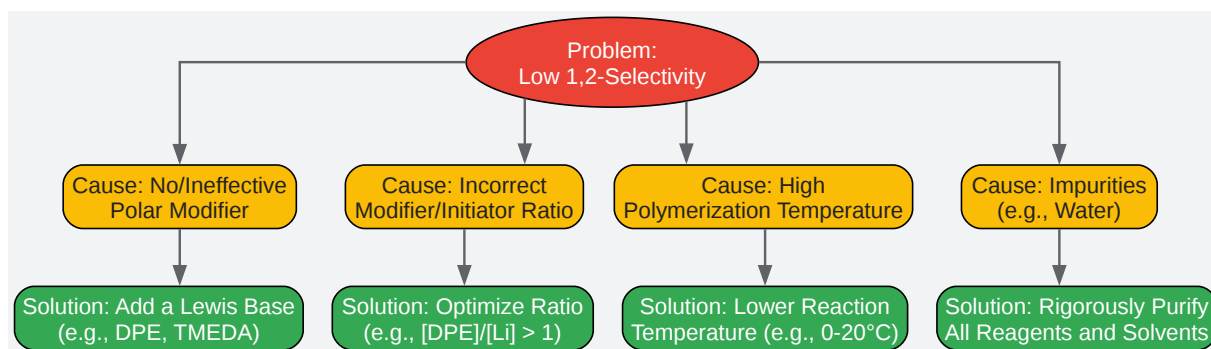 Problem:
Low 1,2-Selectivity
Cause: No/Ineffective
Polar Modifier
Cause: Incorrect
Modifier/Initiator Ratio
Cause: High
Polymerization Temperature
Cause: Impurities
(e.g., Water)
Solution: Add a Lewis Base
(e.g., DPE, TMEDA)
Solution: Optimize Ratio
(e.g., [DPE]/[Li] > 1)
Solution: Lower Reaction
Temperature (e.g., 0-20°C)
Solution: Rigorously Purify
All Reagents and Solvents